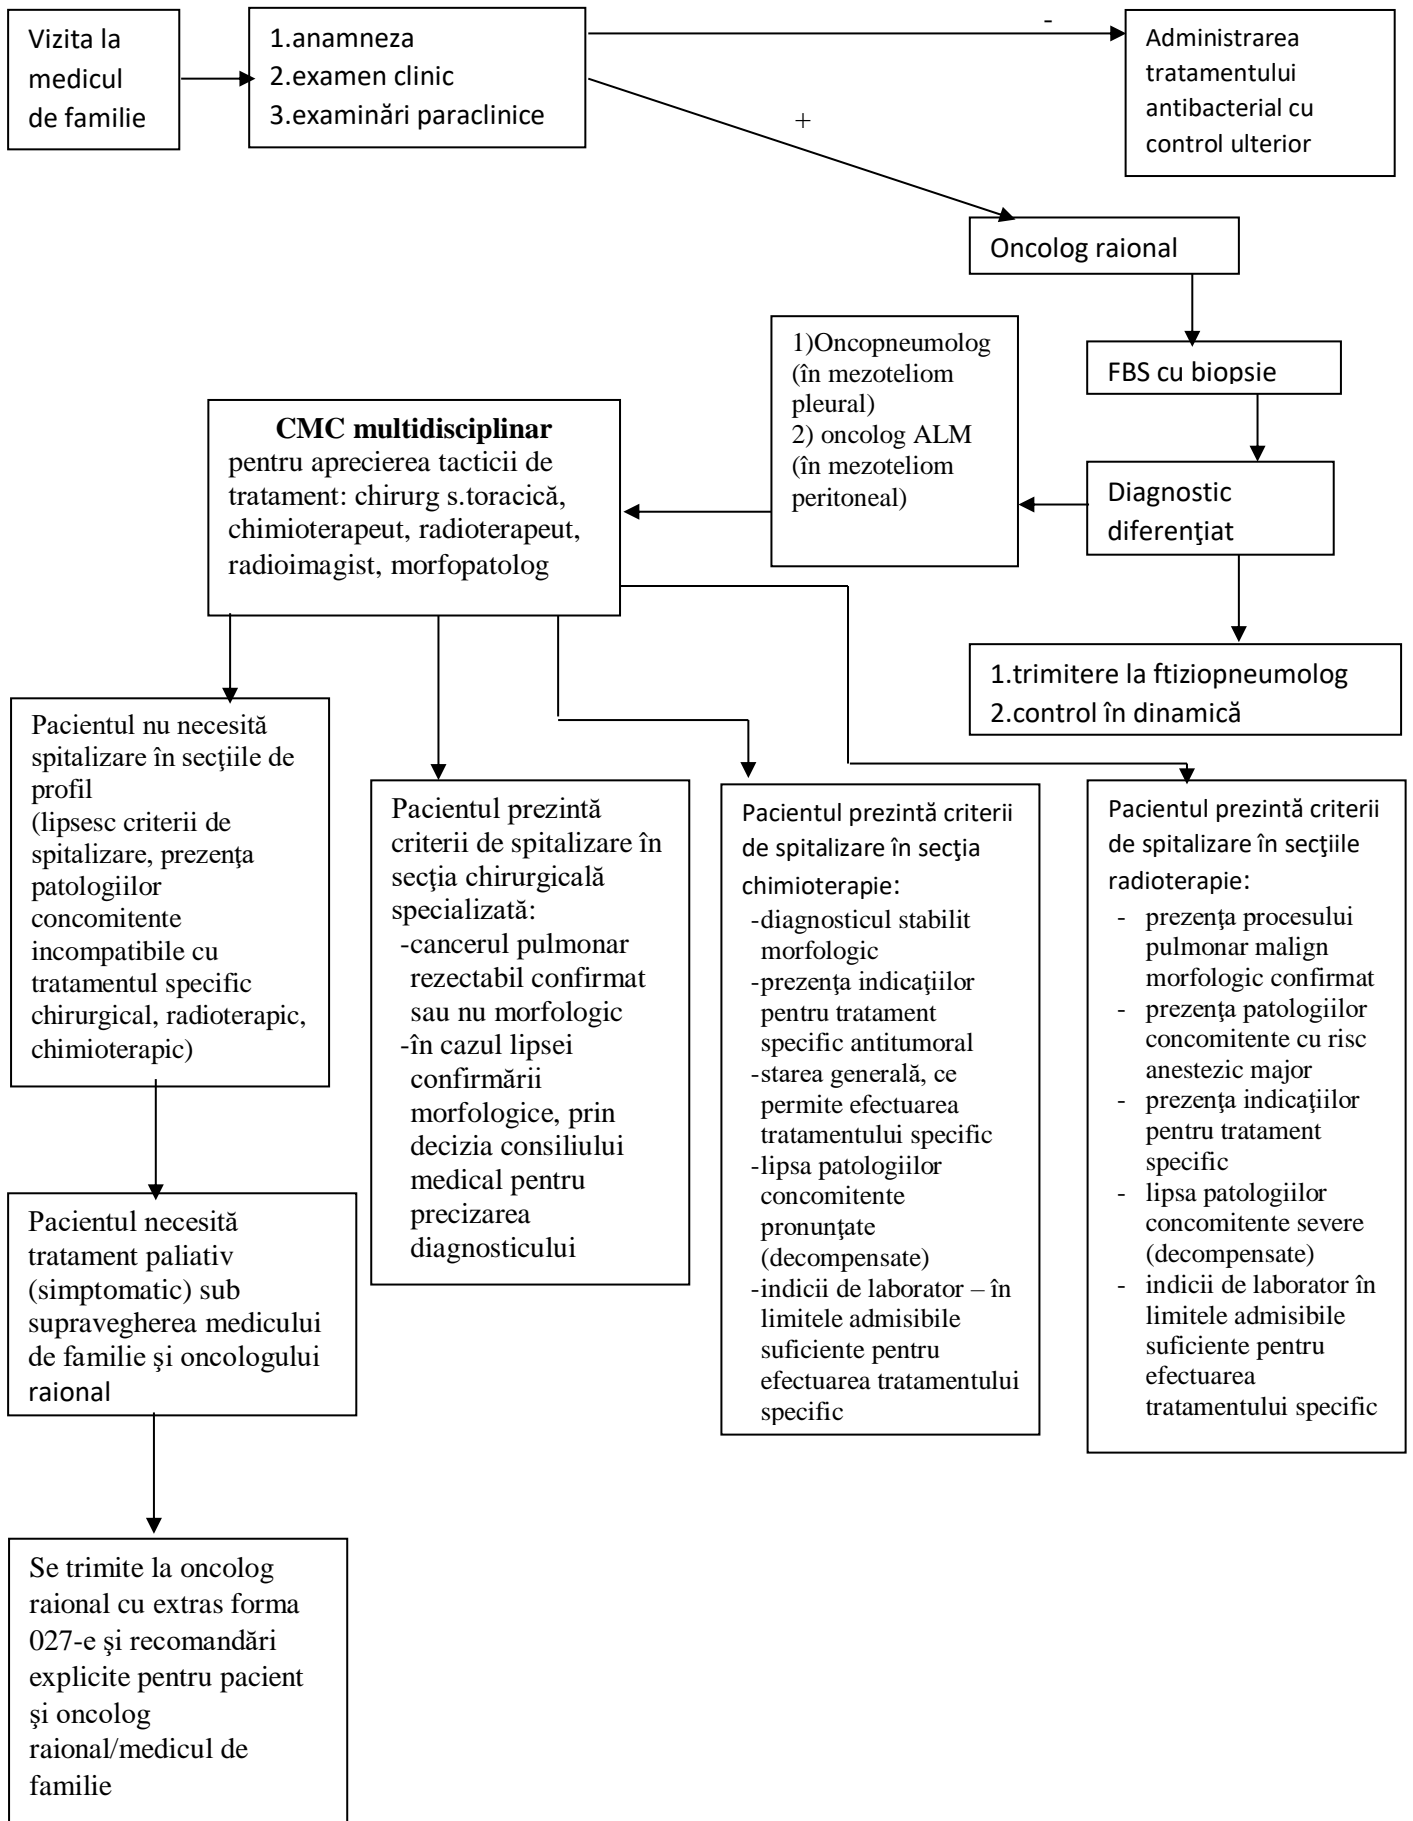 Vizita la
medicul
de familie
1.anamneza
2.examen clinic
3.examinări paraclinice
-
Administrarea
tratamentului
antibacterial cu
control ulterior
+
Oncolog raional
FBS cu biopsie
Diagnostic
diferenţiat
1.trimitere la ftiziopneumolog
2.control în dinamică
1)Oncopneumolog
(în mezoteliom
pleural)
2) oncolog ALM
(în mezoteliom
peritoneal)
CMC multidisciplinar
pentru aprecierea tacticii de
tratament: chirurg s.toracică,
chimioterapeut, radioterapeut,
radioimagist, morfopatolog
Pacientul nu necesită
spitalizare în secţiile de
profil
(lipsesc criterii de
spitalizare, prezenţa
patologiilor
concomitente
incompatibile cu
tratamentul specific
chirurgical, radioterapic,
chimioterapic)
Pacientul necesită
tratament paliativ
(simptomatic) sub
supravegherea medicului
de familie şi oncologului
raional
Se trimite la oncolog
raional cu extras forma
027-e şi recomandări
explicite pentru pacient
şi oncolog
raional/medicul de
familie
Pacientul prezintă
criterii de spitalizare în
secţia chirurgicală
specializată:
-cancerul pulmonar
rezectabil confirmat
sau nu morfologic
-în cazul lipsei
confirmării
morfologice, prin
decizia consiliului
medical pentru
precizarea
diagnosticului
Pacientul prezintă criterii
de spitalizare în secţia
chimioterapie:
-diagnosticul stabilit
morfologic
-prezenţa indicaţiilor
pentru tratament
specific antitumoral
-starea generală, ce
permite efectuarea
tratamentului specific
-lipsa patologiilor
concomitente
pronunţate
(decompensate)
-indicii de laborator – în
limitele admisibile
suficiente pentru
efectuarea tratamentului
specific
Pacientul prezintă criterii
de spitalizare în secţiile
radioterapie:
- prezenţa procesului
pulmonar malign
morfologic confirmat
- prezenţa patologiilor
concomitente cu risc
anestezic major
- prezenţa indicaţiilor
pentru tratament
specific
- lipsa patologiilor
concomitente severe
(decompensate)
- indicii de laborator în
limitele admisibile
suficiente pentru
efectuarea
tratamentului specific